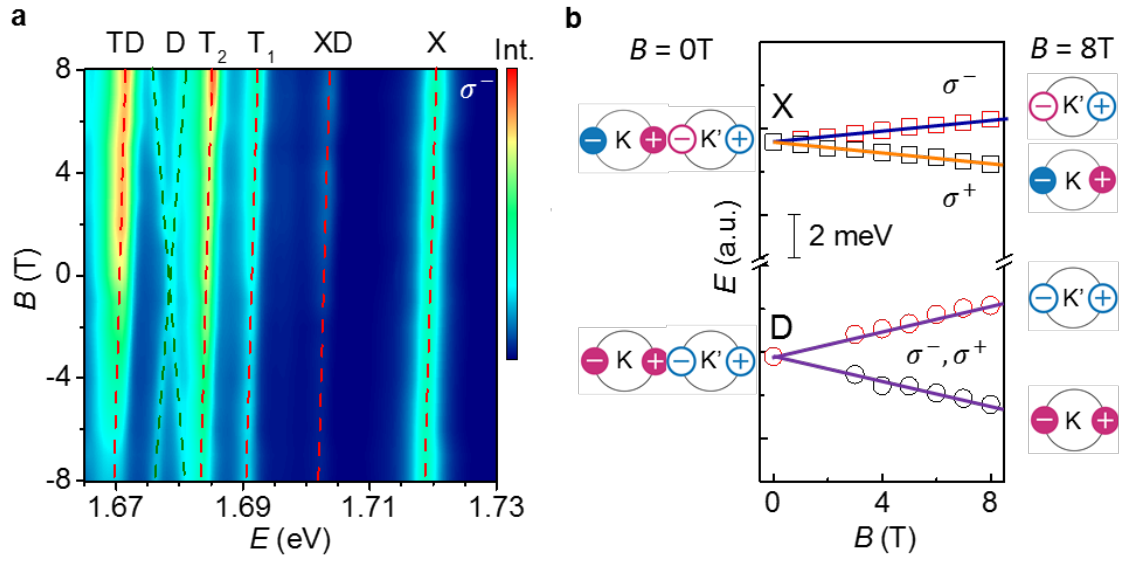 a
TD D T₂ T₁ XD X Int.
8
4
0
-4
-8
B (T)
σ⁻
1.67 1.69 1.71 1.73
E (eV)
b
B = 0T
B = 8T
− K + − K' +
− K + − K' +
X
σ⁻
σ⁺
2 meV
E (a.u.)
D
σ⁻, σ⁺
0 4 8
B (T)
− K' +
− K +
− K' +
− K +